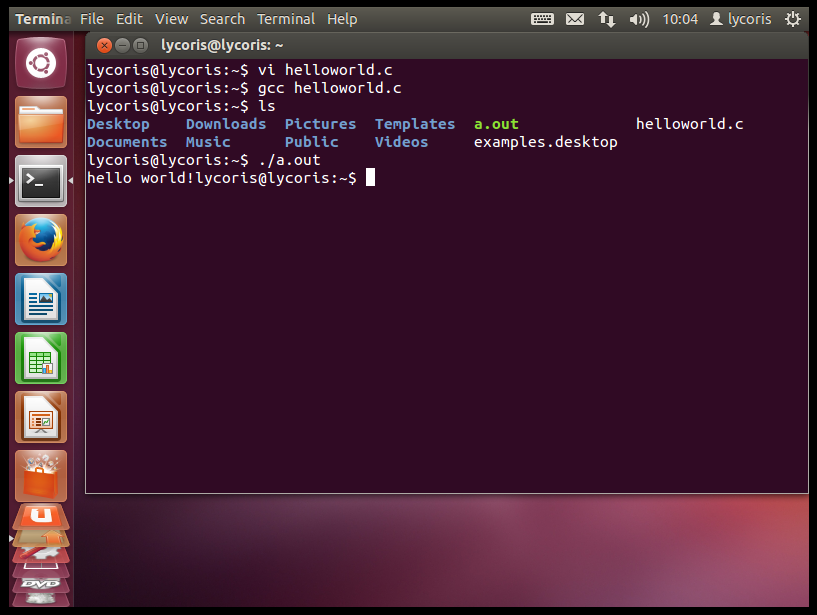 Termina File Edit View Search Terminal Help 10:04 lycoris
lycoris@lycoris: ~
lycoris@lycoris:~$ vi helloworld.c
lycoris@lycoris:~$ gcc helloworld.c
lycoris@lycoris:~$ ls
Desktop Downloads Pictures Templates a.out helloworld.c
Documents Music Public Videos examples.desktop
lycoris@lycoris:~$ ./a.out
hello world!lycoris@lycoris:~$
U
DVD